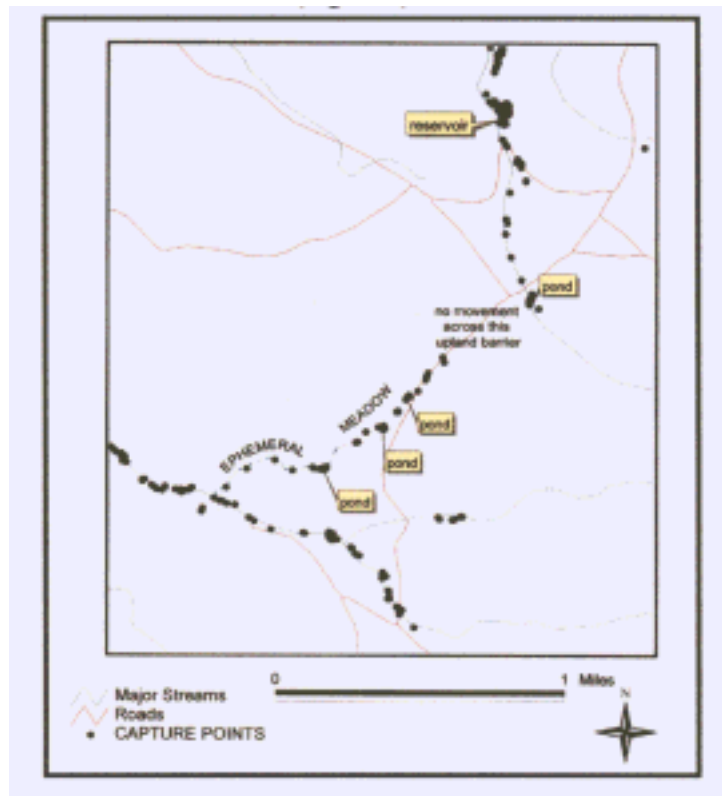 reservoir
pond
no movement
across this
upland barrier
MEADOW
pond
EPHEMERAL
pond
pond
0 1 Miles
Major Streams
Roads
CAPTURE POINTS
N